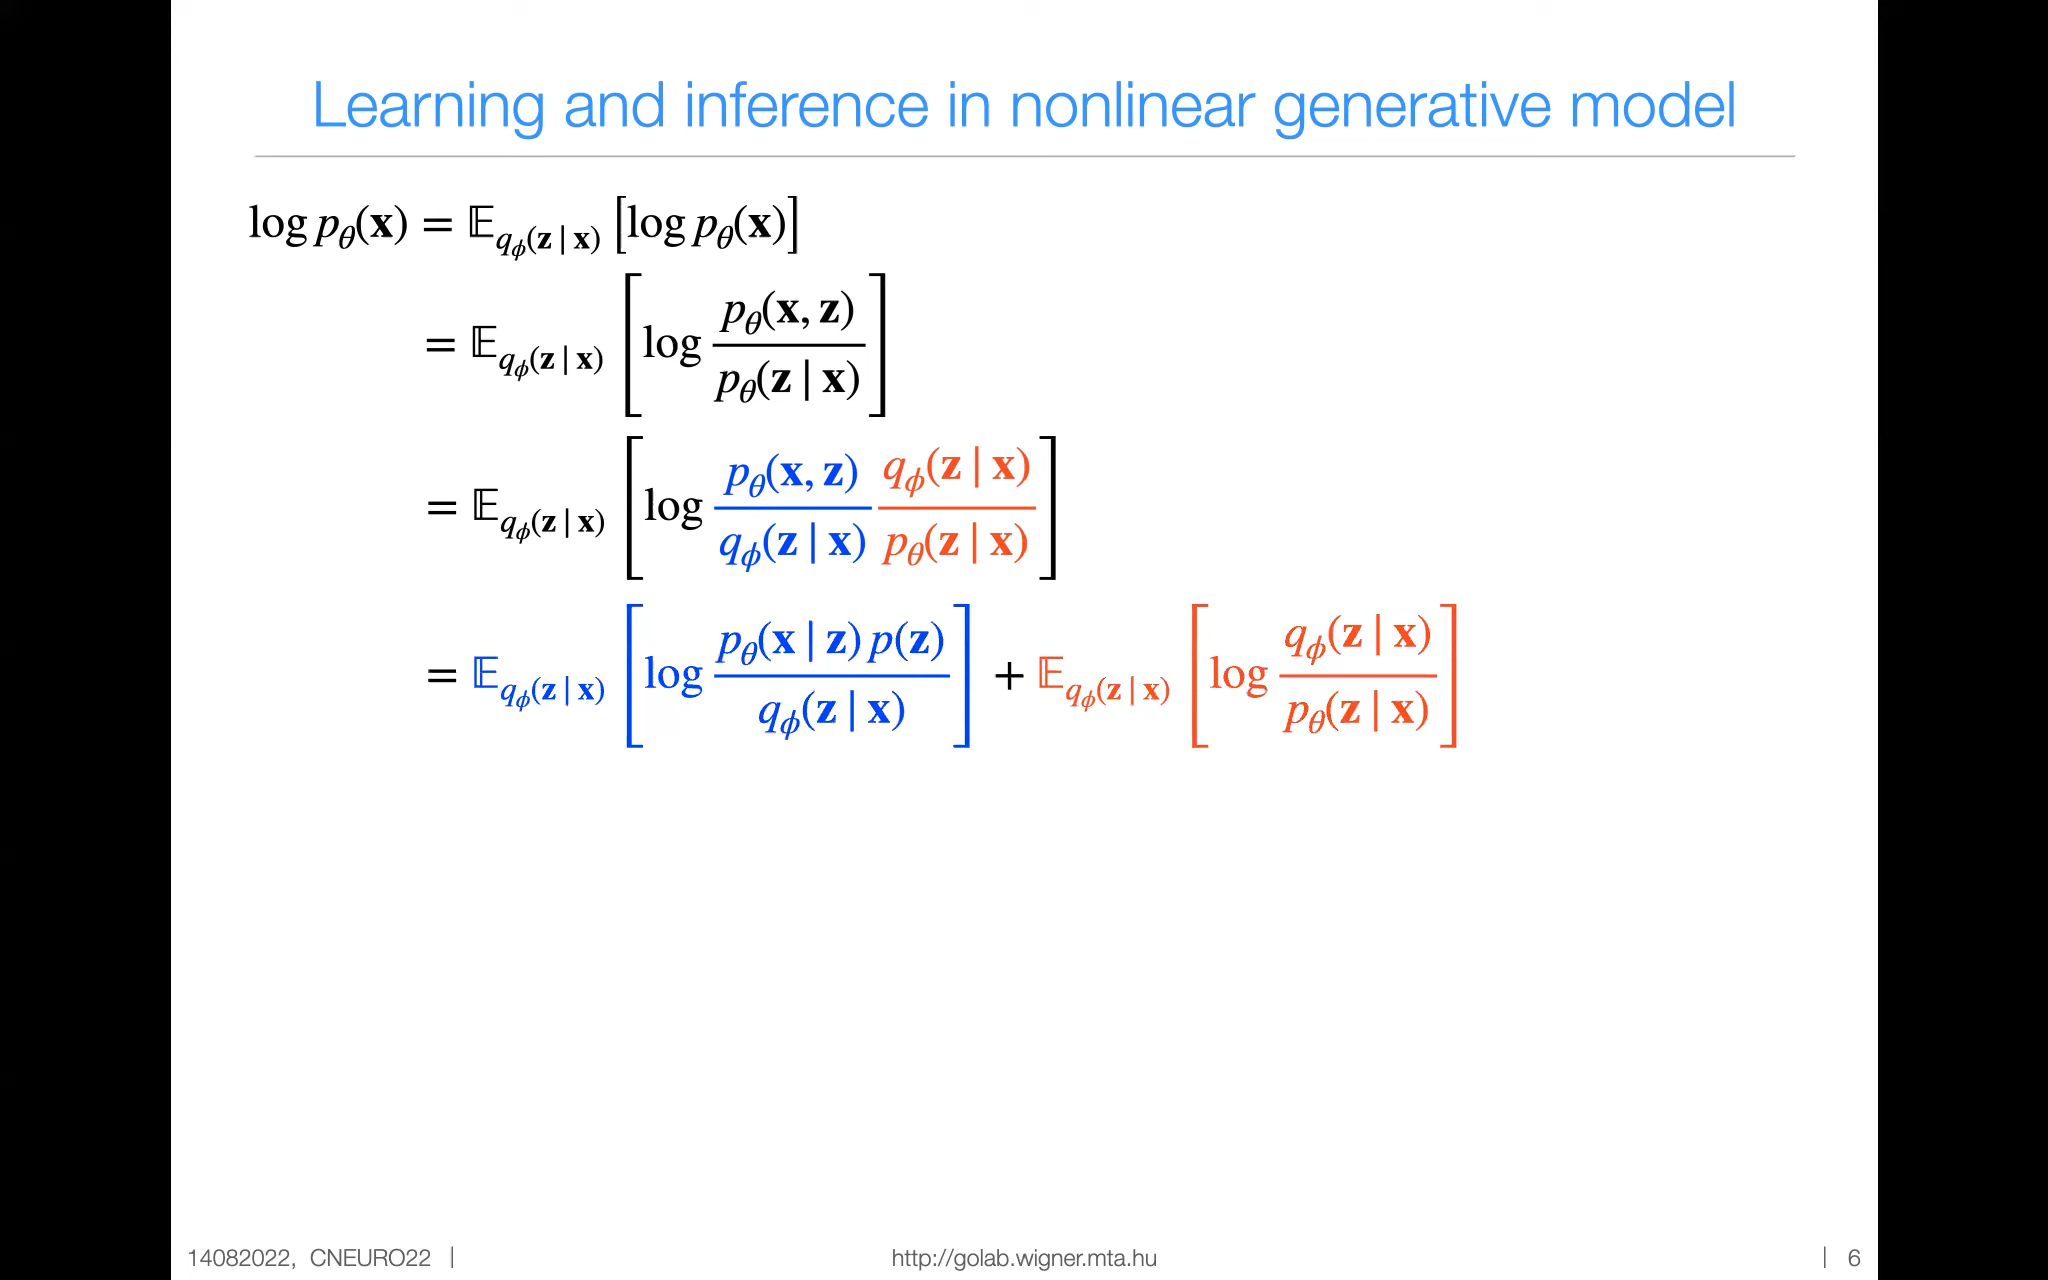 Learning and inference in nonlinear generative model
log p_θ(𝐱) = 𝔼_{q_ϕ(𝐳 | 𝐱)} [log p_θ(𝐱)]
= 𝔼_{q_ϕ(𝐳 | 𝐱)} [log p_θ(𝐱, 𝐳) / p_θ(𝐳 | 𝐱)]
= 𝔼_{q_ϕ(𝐳 | 𝐱)} [log p_θ(𝐱, 𝐳) / q_ϕ(𝐳 | 𝐱) q_ϕ(𝐳 | 𝐱) / p_θ(𝐳 | 𝐱)]
= 𝔼_{q_ϕ(𝐳 | 𝐱)} [log p_θ(𝐱 | 𝐳) p(𝐳) / q_ϕ(𝐳 | 𝐱)] + 𝔼_{q_ϕ(𝐳 | 𝐱)} [log q_ϕ(𝐳 | 𝐱) / p_θ(𝐳 | 𝐱)]
14082022, CNEURO22 | http://golab.wigner.mta.hu | 6